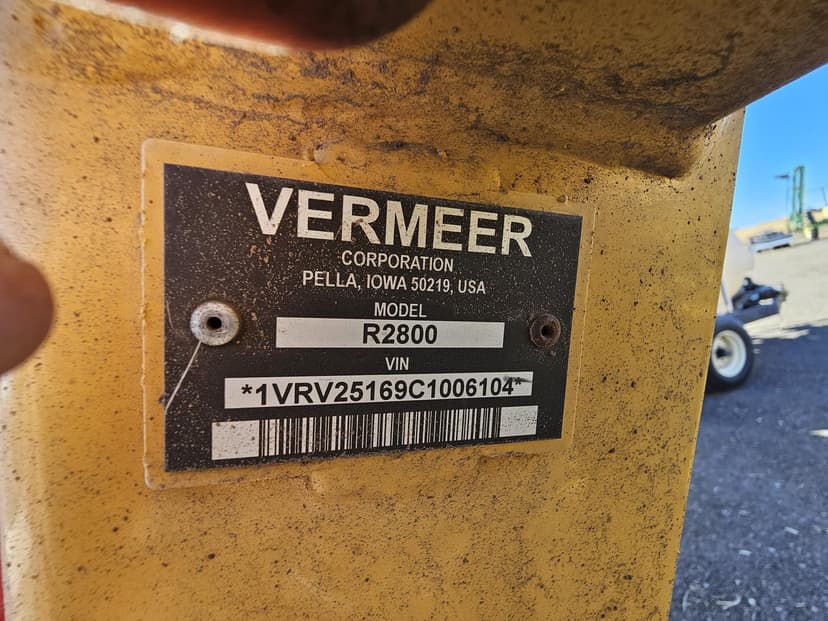 VERMEER
CORPORATION
PELLA, IOWA 50219, USA
MODEL
R2800
VIN
*1VRV25169C1006104*